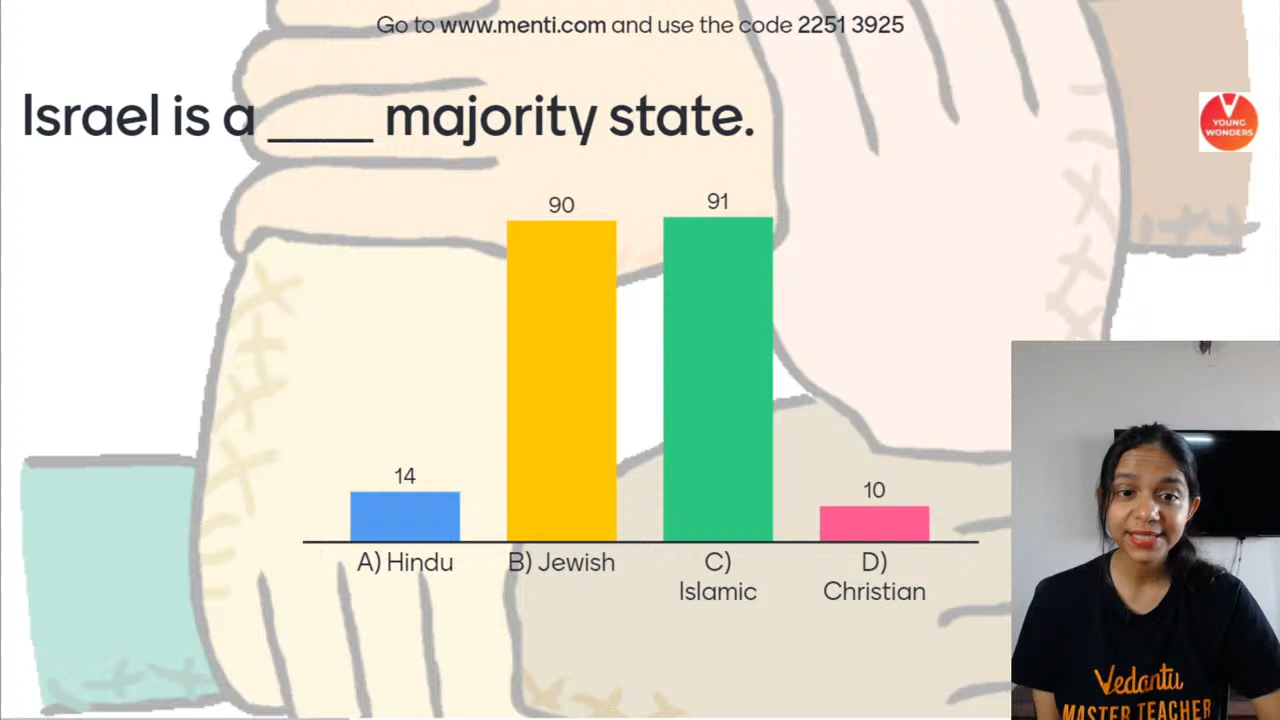 Go to www.menti.com and use the code 2251 3925
Israel is a ____ majority state.
YOUNG
WONDERS
91
90
14
10
A) Hindu
B) Jewish
C)
Islamic
D)
Christian
Vedantu
MASTER TEACHER